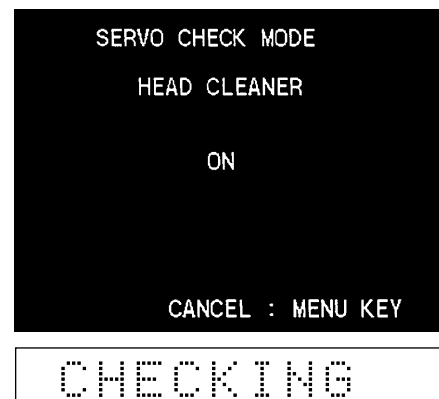 SERVO CHECK MODE
HEAD CLEANER
ON
CANCEL : MENU KEY
CHECKING